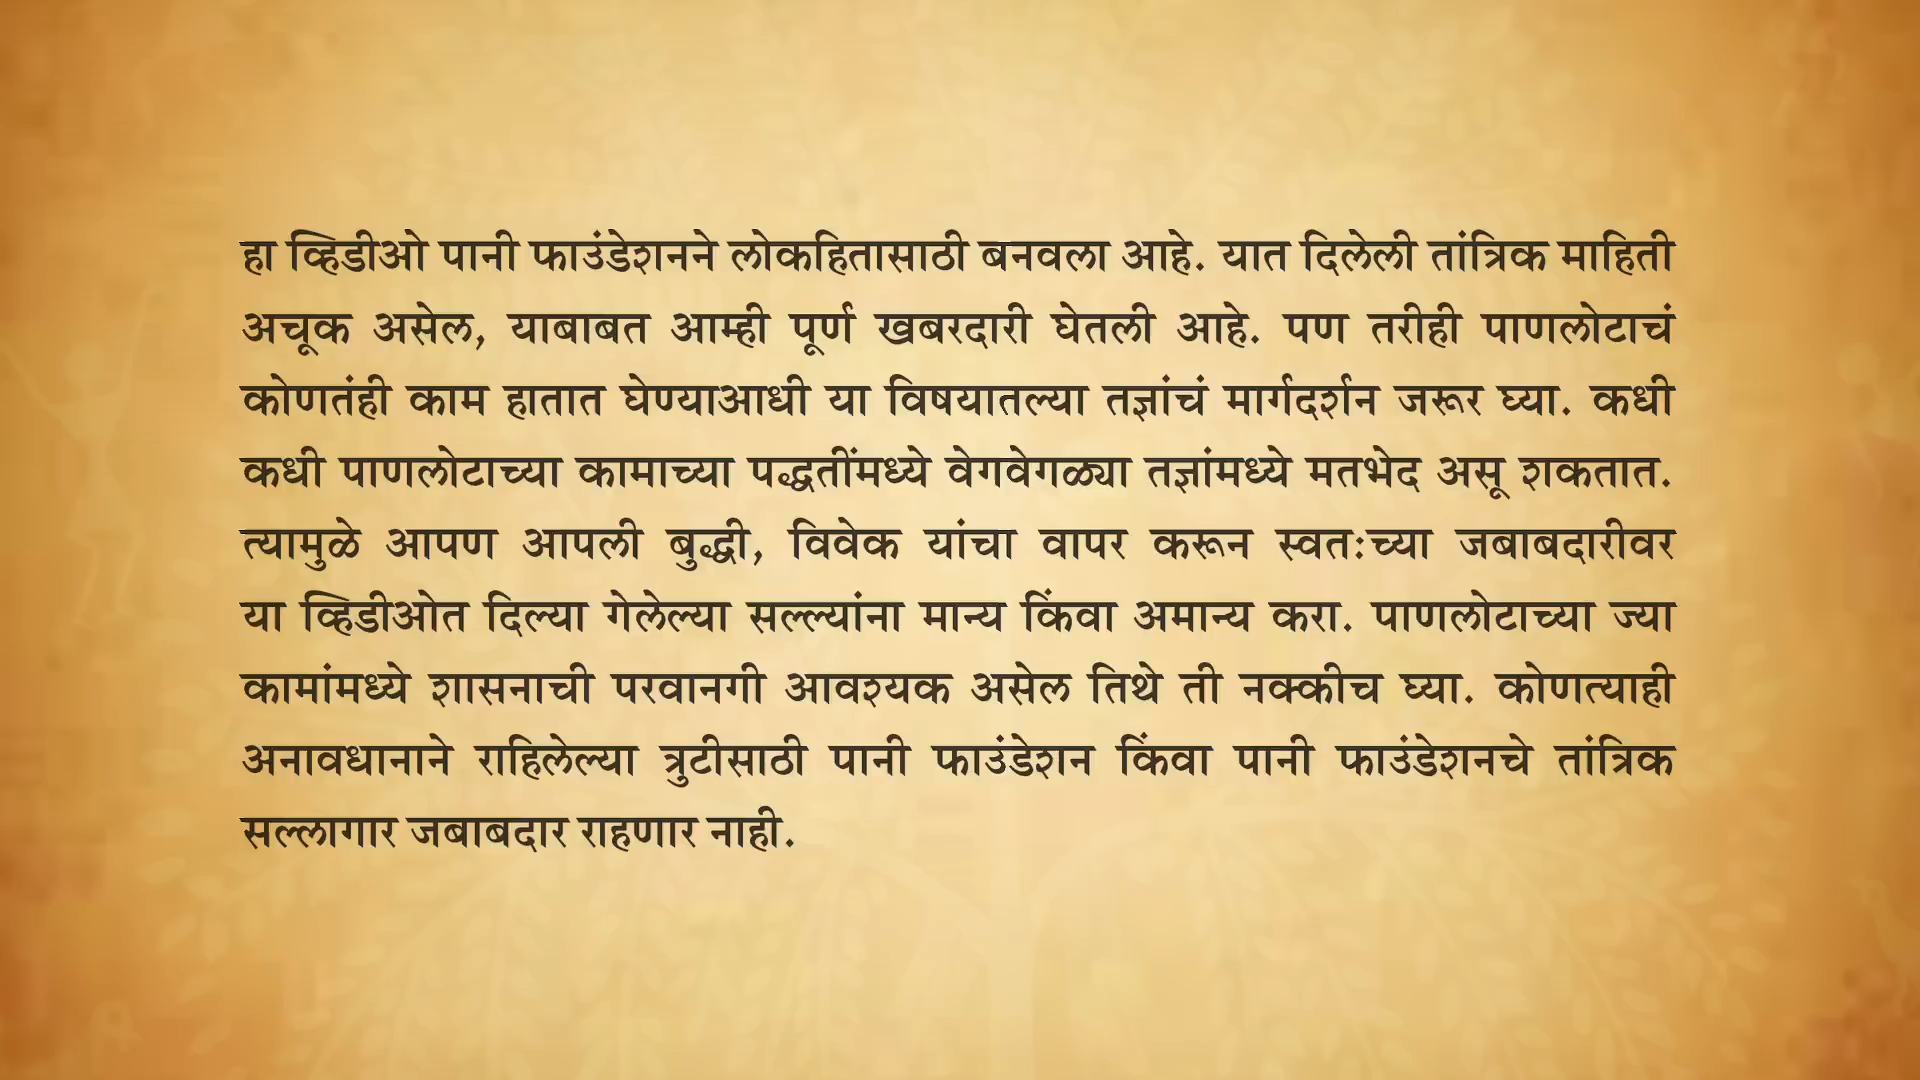 हा व्हिडीओ पानी फाउंडेशनने लोकहितासाठी बनवला आहे. यात दिलेली तांत्रिक माहिती
अचूक असेल, याबाबत आम्ही पूर्ण खबरदारी घेतली आहे. पण तरीही पाणलोटाचं
कोणतंही काम हातात घेण्याआधी या विषयातल्या तज्ञांचं मार्गदर्शन जरूर घ्या. कधी
कधी पाणलोटाच्या कामाच्या पद्धतींमध्ये वेगवेगळ्या तज्ञांमध्ये मतभेद असू शकतात.
त्यामुळे आपण आपली बुद्धी, विवेक यांचा वापर करून स्वतःच्या जबाबदारीवर
या व्हिडीओत दिल्या गेलेल्या सल्ल्यांना मान्य किंवा अमान्य करा. पाणलोटाच्या ज्या
कामांमध्ये शासनाची परवानगी आवश्यक असेल तिथे ती नक्कीच घ्या. कोणत्याही
अनावधानाने राहिलेल्या त्रुटीसाठी पानी फाउंडेशन किंवा पानी फाउंडेशनचे तांत्रिक
सल्लागार जबाबदार राहणार नाही.